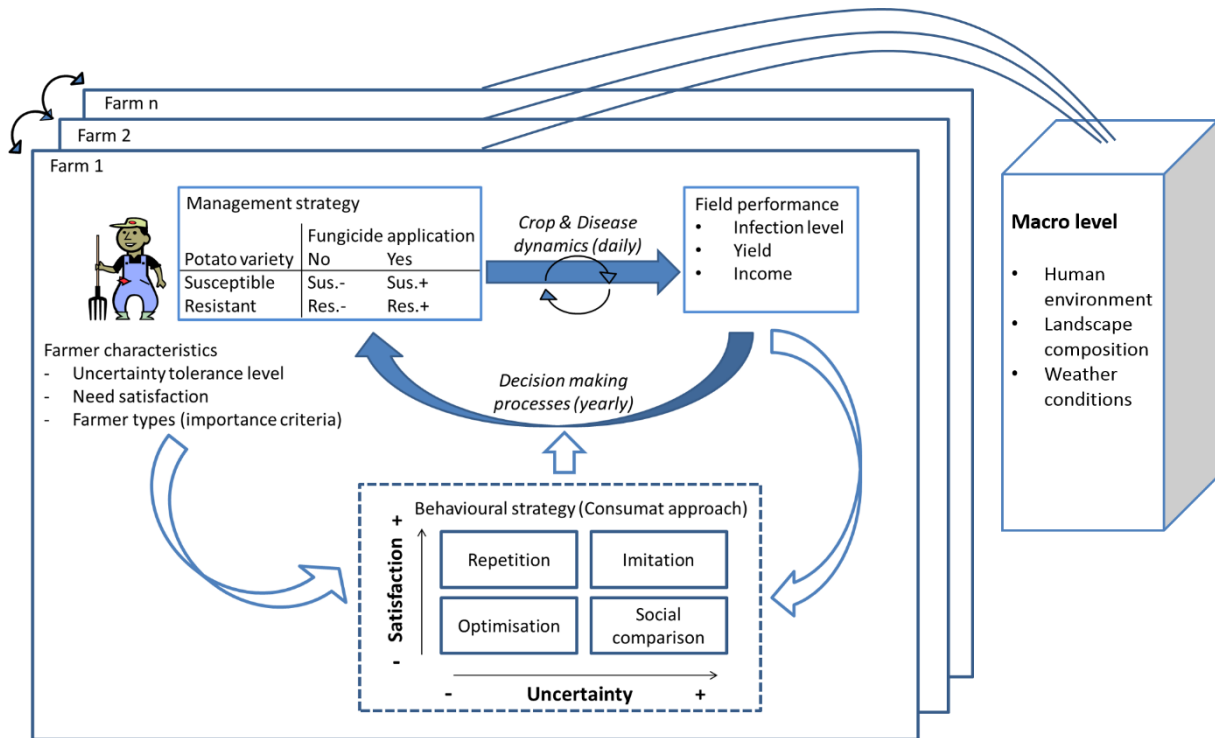 Farm n
Farm 2
Farm 1
Management strategy
Fungicide application
Potato variety No Yes
Susceptible Sus.- Sus.+
Resistant Res.- Res.+
Crop & Disease
dynamics (daily)
Field performance
• Infection level
• Yield
• Income
Farmer characteristics
- Uncertainty tolerance level
- Need satisfaction
- Farmer types (importance criteria)
Decision making
processes (yearly)
Behavioural strategy (Consumat approach)
- Satisfaction +
Repetition
Imitation
Optimisation
Social
comparison
- Uncertainty +
Macro level
• Human
environment
• Landscape
composition
• Weather
conditions